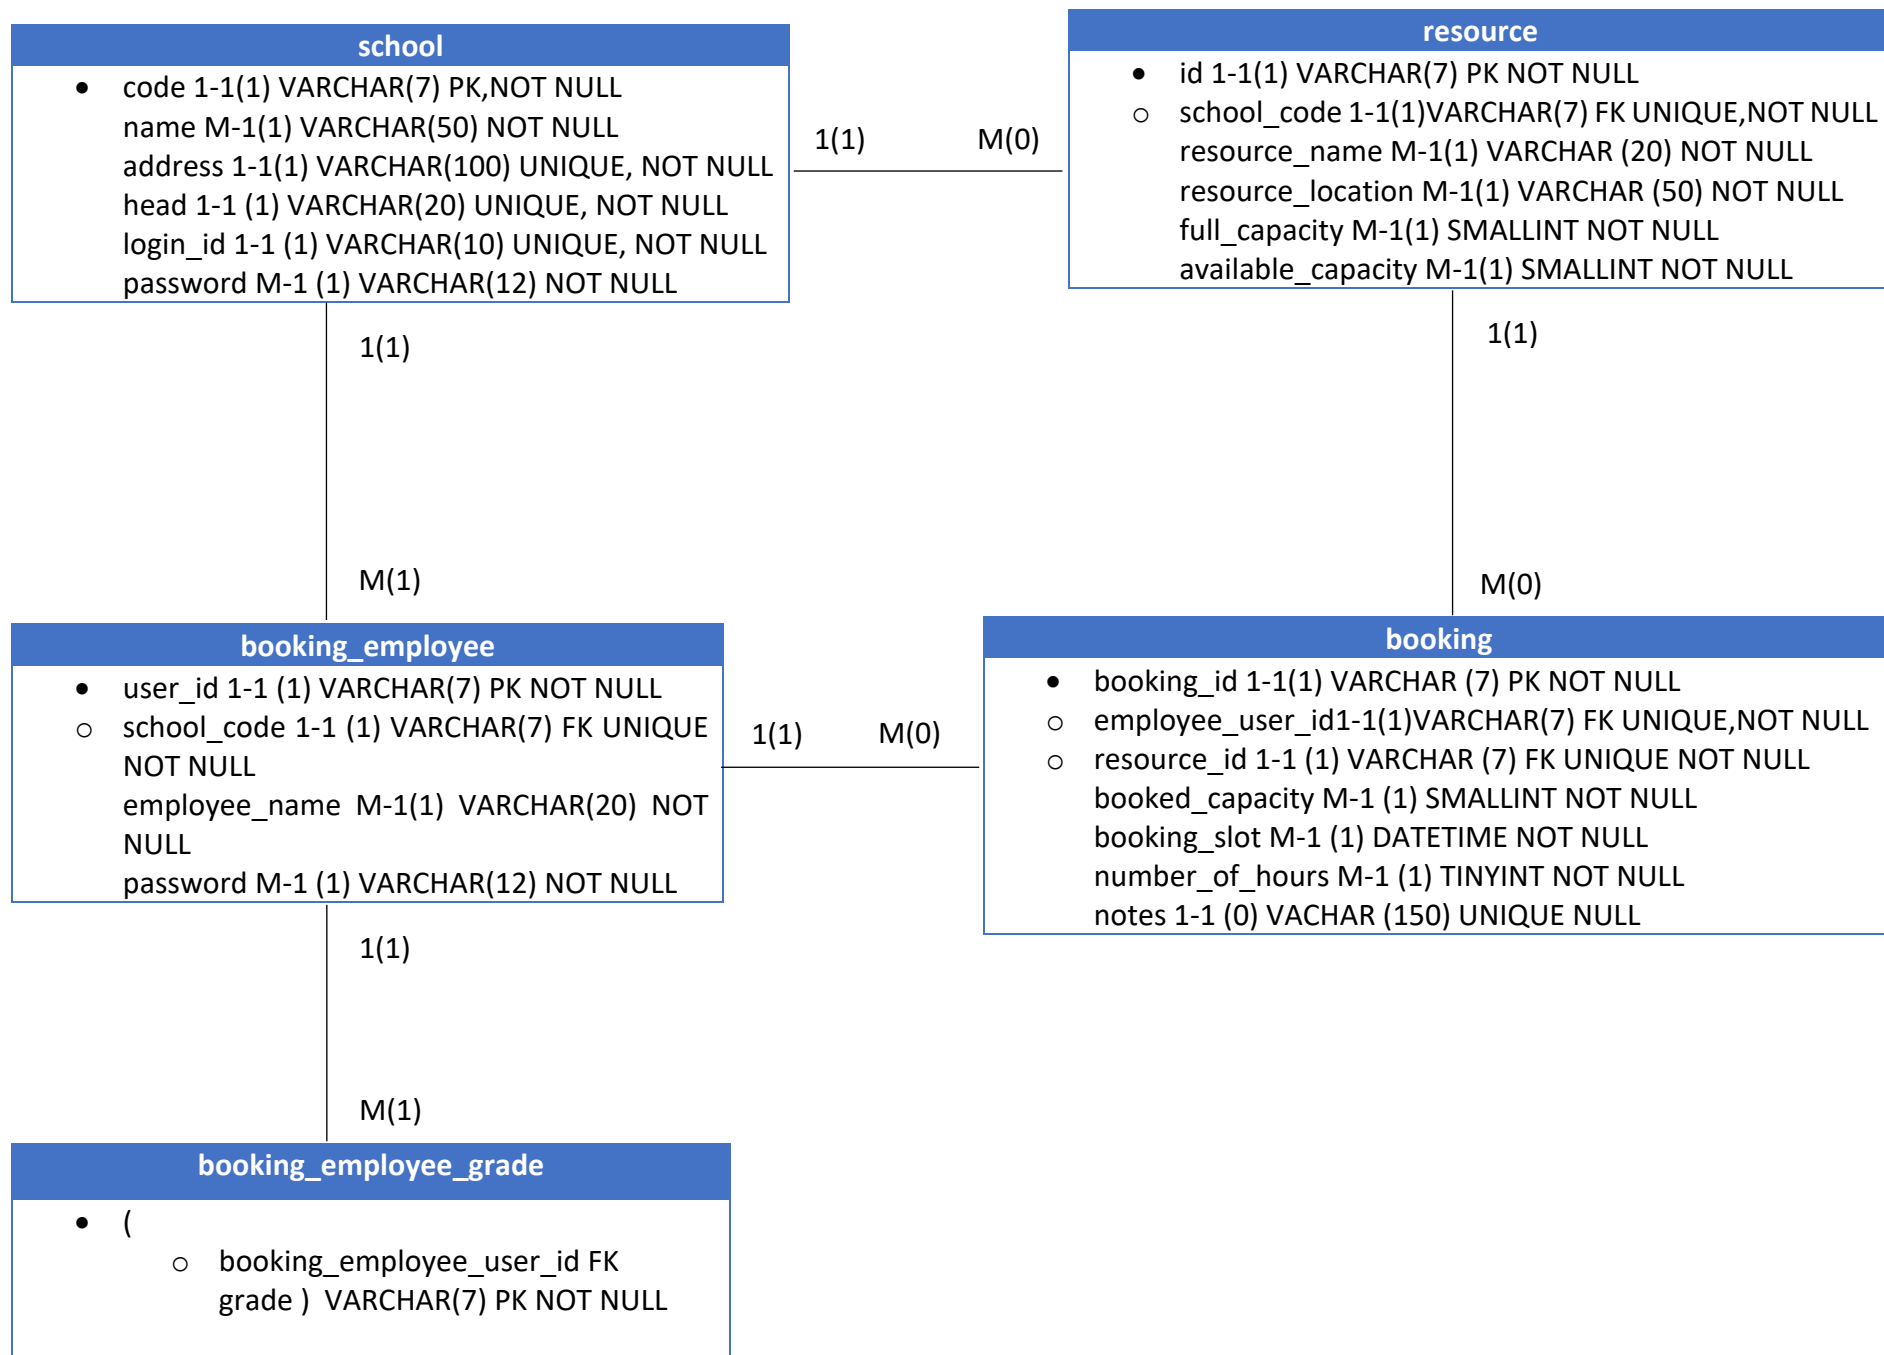 school
• code 1-1(1) VARCHAR(7) PK,NOT NULL
name M-1(1) VARCHAR(50) NOT NULL
address 1-1(1) VARCHAR(100) UNIQUE, NOT NULL
head 1-1 (1) VARCHAR(20) UNIQUE, NOT NULL
login_id 1-1 (1) VARCHAR(10) UNIQUE, NOT NULL
password M-1 (1) VARCHAR(12) NOT NULL
1(1) M(0)
resource
• id 1-1(1) VARCHAR(7) PK NOT NULL
○ school_code 1-1(1)VARCHAR(7) FK UNIQUE,NOT NULL
resource_name M-1(1) VARCHAR (20) NOT NULL
resource_location M-1(1) VARCHAR (50) NOT NULL
full_capacity M-1(1) SMALLINT NOT NULL
available_capacity M-1(1) SMALLINT NOT NULL
1(1)
1(1)
M(1)
M(0)
booking_employee
• user_id 1-1 (1) VARCHAR(7) PK NOT NULL
○ school_code 1-1 (1) VARCHAR(7) FK UNIQUE
NOT NULL
employee_name M-1(1) VARCHAR(20) NOT
NULL
password M-1 (1) VARCHAR(12) NOT NULL
1(1) M(0)
booking
• booking_id 1-1(1) VARCHAR (7) PK NOT NULL
○ employee_user_id1-1(1)VARCHAR(7) FK UNIQUE,NOT NULL
○ resource_id 1-1 (1) VARCHAR (7) FK UNIQUE NOT NULL
booked_capacity M-1 (1) SMALLINT NOT NULL
booking_slot M-1 (1) DATETIME NOT NULL
number_of_hours M-1 (1) TINYINT NOT NULL
notes 1-1 (0) VACHAR (150) UNIQUE NULL
1(1)
M(1)
booking_employee_grade
• (
○ booking_employee_user_id FK
grade ) VARCHAR(7) PK NOT NULL